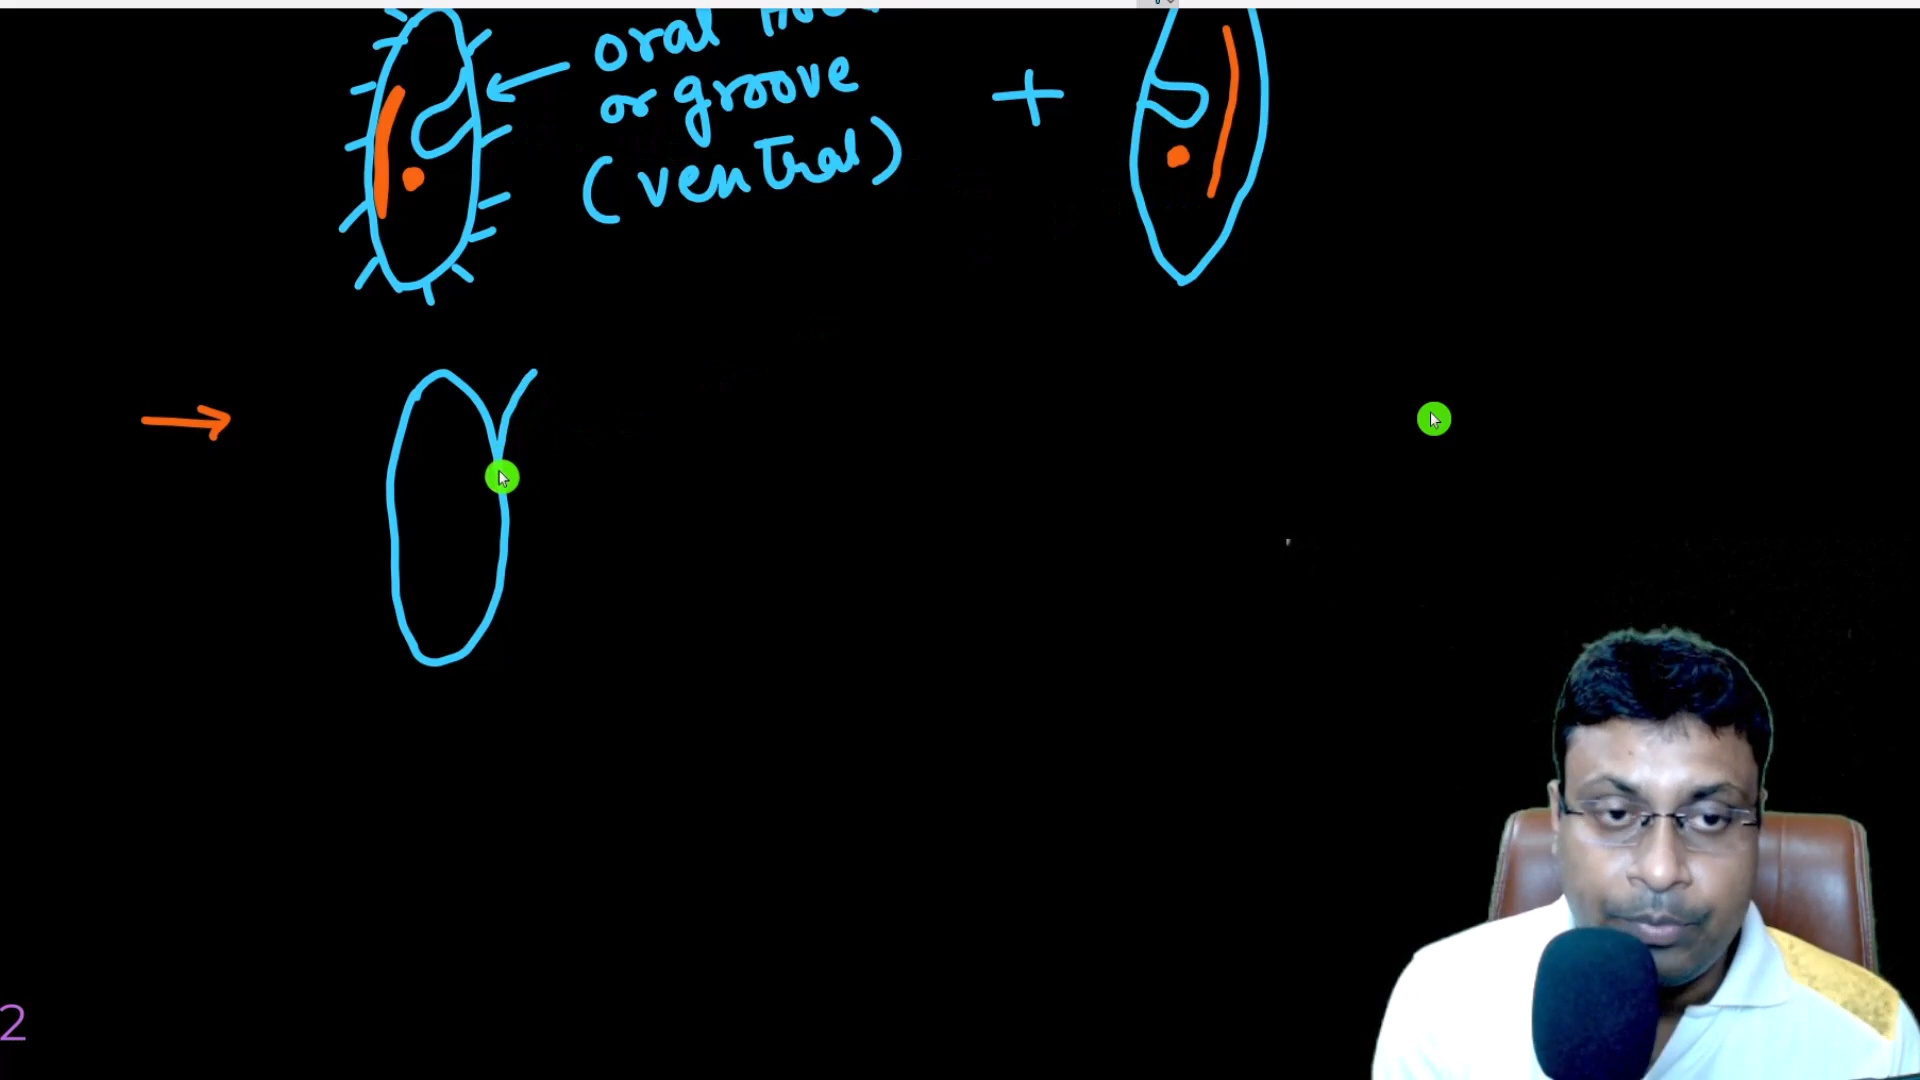 oral
or groove
(ventral)
+
2